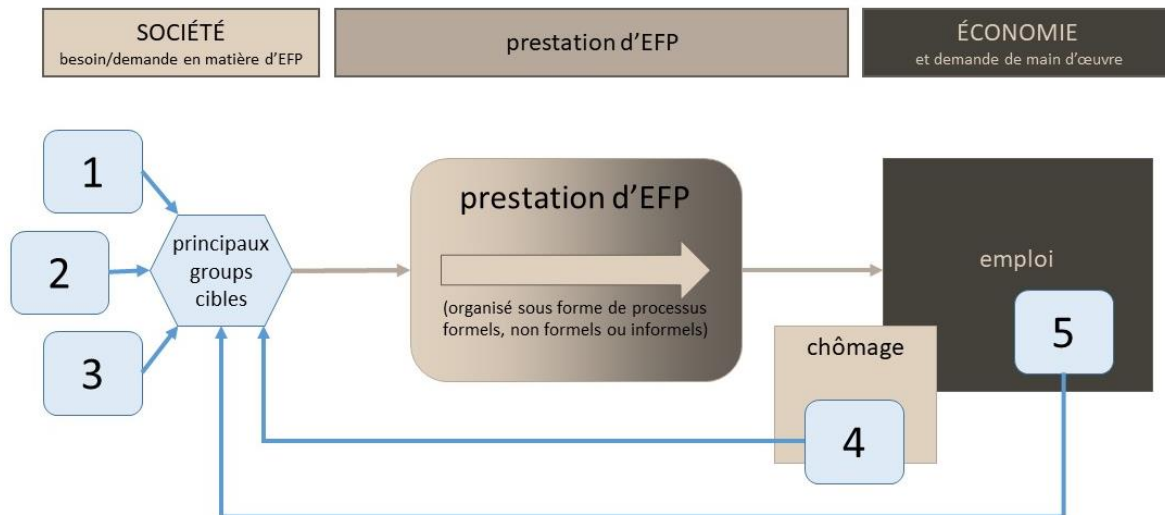 SOCIÉTÉ
besoin/demande en matière d’EFP
prestation d’EFP
ÉCONOMIE
et demande de main d’œuvre
1
2
3
principaux
groups
cibles
prestation d’EFP
(organisé sous forme de processus
formels, non formels ou informels)
emploi
5
chômage
4